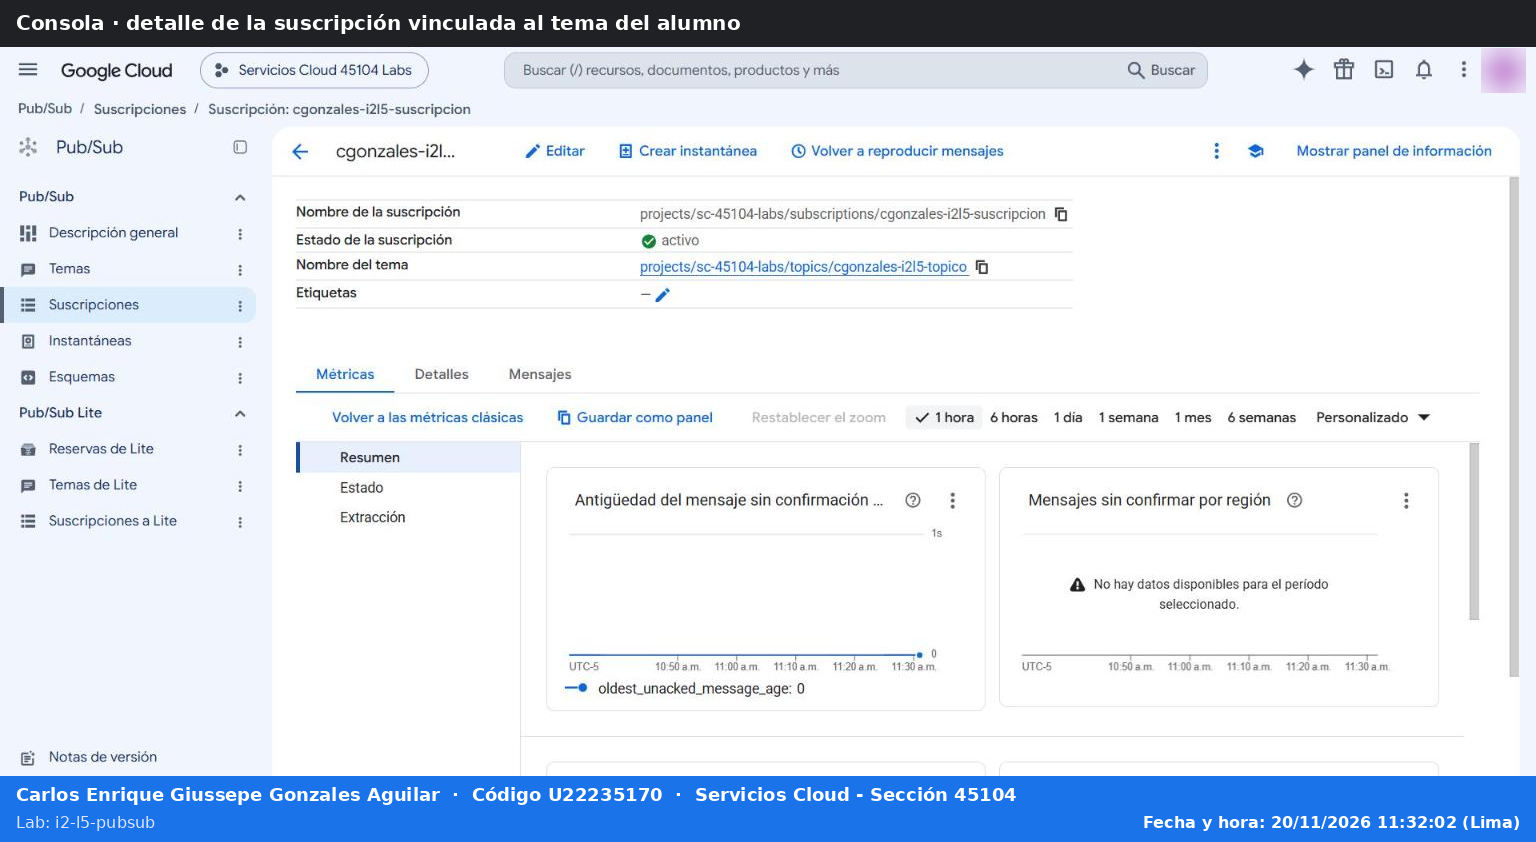 Consola · detalle de la suscripción vinculada al tema del alumno
Google Cloud
Servicios Cloud 45104 Labs
Buscar (/) recursos, documentos, productos y más
Buscar
Pub/Sub / Suscripciones / Suscripción: cgonzales-i2l5-suscripcion
Pub/Sub
cgonzales-i2l...
Editar
Crear instantánea
Volver a reproducir mensajes
Mostrar panel de información
Pub/Sub
Descripción general
Temas
Suscripciones
Instantáneas
Esquemas
Pub/Sub Lite
Reservas de Lite
Temas de Lite
Suscripciones a Lite
Notas de versión
Nombre de la suscripción projects/sc-45104-labs/subscriptions/cgonzales-i2l5-suscripcion
Estado de la suscripción activo
Nombre del tema projects/sc-45104-labs/topics/cgonzales-i2l5-topico
Etiquetas —
Métricas Detalles Mensajes
Volver a las métricas clásicas Guardar como panel Restablecer el zoom 1 hora 6 horas 1 día 1 semana 1 mes 6 semanas Personalizado
Resumen
Estado
Extracción
Antigüedad del mensaje sin confirmación ...
1s
0
UTC-5 10:50 a.m. 11:00 a.m. 11:10 a.m. 11:20 a.m. 11:30 a.m.
oldest_unacked_message_age: 0
Mensajes sin confirmar por región
No hay datos disponibles para el período
seleccionado.
UTC-5 10:50 a.m. 11:00 a.m. 11:10 a.m. 11:20 a.m. 11:30 a.m.
Carlos Enrique Giussepe Gonzales Aguilar · Código U22235170 · Servicios Cloud - Sección 45104
Lab: i2-l5-pubsub
Fecha y hora: 20/11/2026 11:32:02 (Lima)